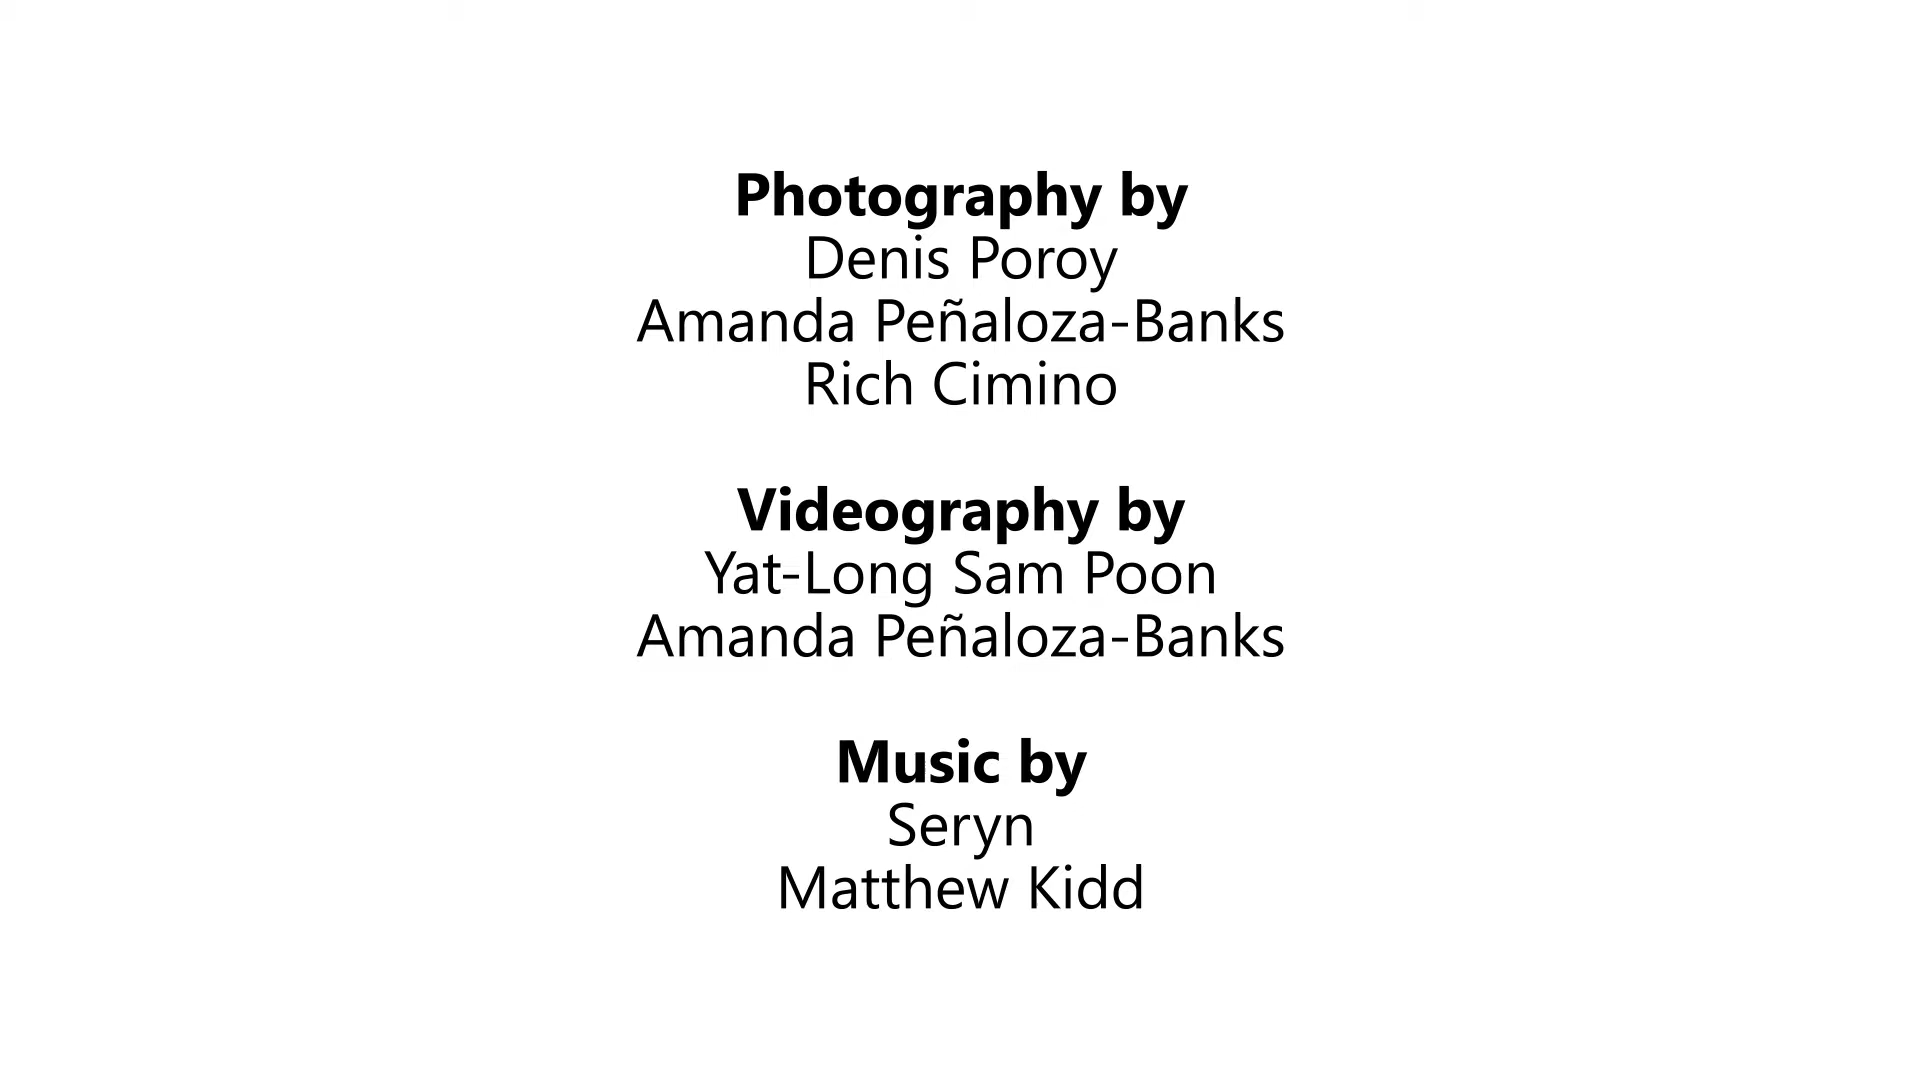 Photography by
Denis Poroy
Amanda Peñaloza-Banks
Rich Cimino
Videography by
Yat-Long Sam Poon
Amanda Peñaloza-Banks
Music by
Seryn
Matthew Kidd